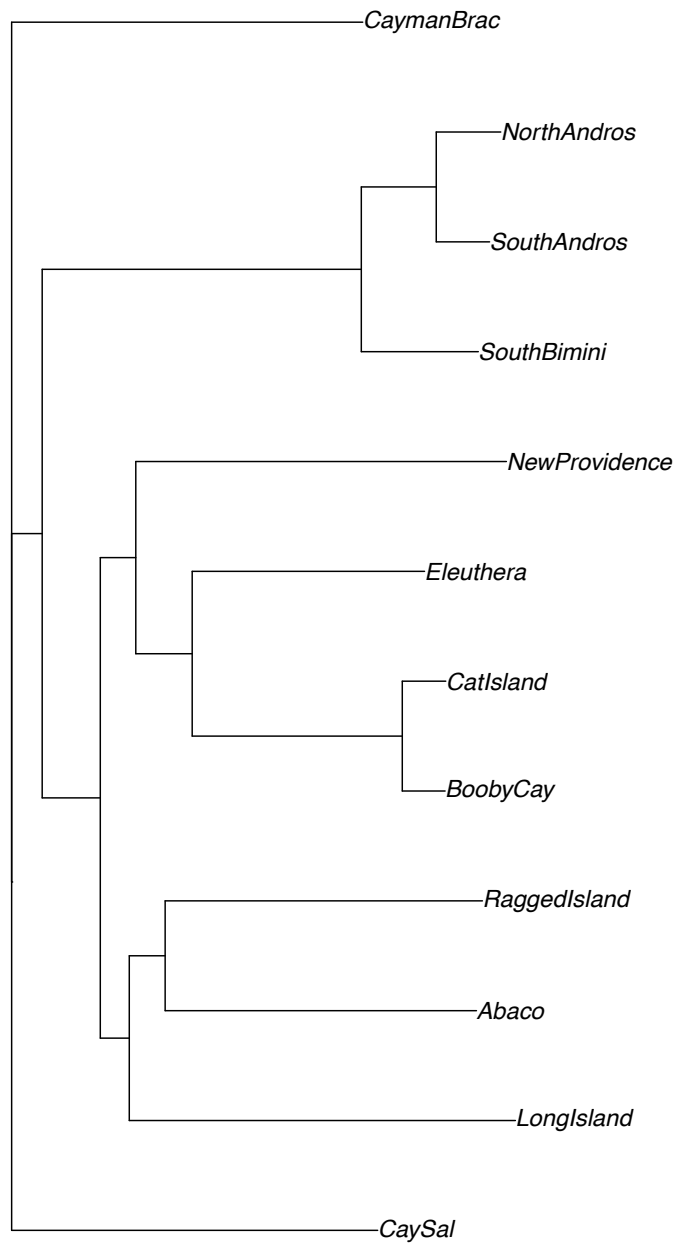 CaymanBrac
NorthAndros
SouthAndros
SouthBimini
NewProvidence
Eleuthera
CatIsland
BoobyCay
RaggedIsland
Abaco
LongIsland
CaySal